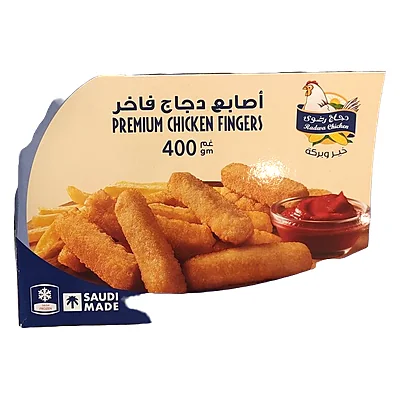 أصابع دجاج فاخر
PREMIUM CHICKEN FINGERS
400 غم gm
دجاج رضوى
Radwa Chicken
خير وبركة
SAUDI
MADE